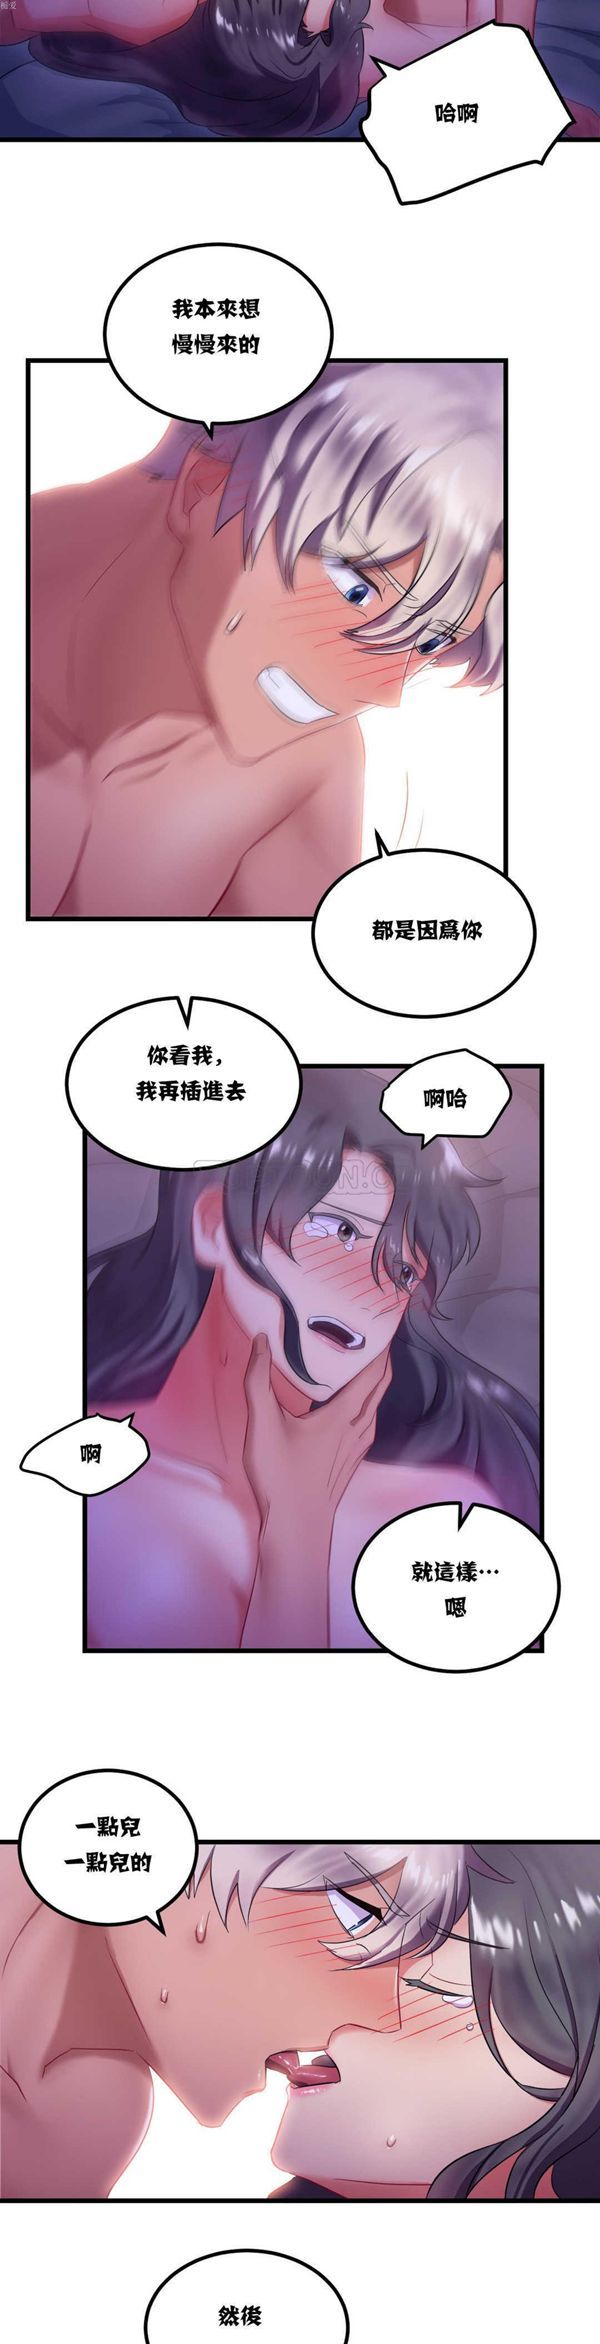 痴爱
哈啊
我本來想
慢慢來的
都是因爲你
你看我,
我再插進去
啊哈
啊
就這樣…
嗯
一點兒
一點兒的
然後